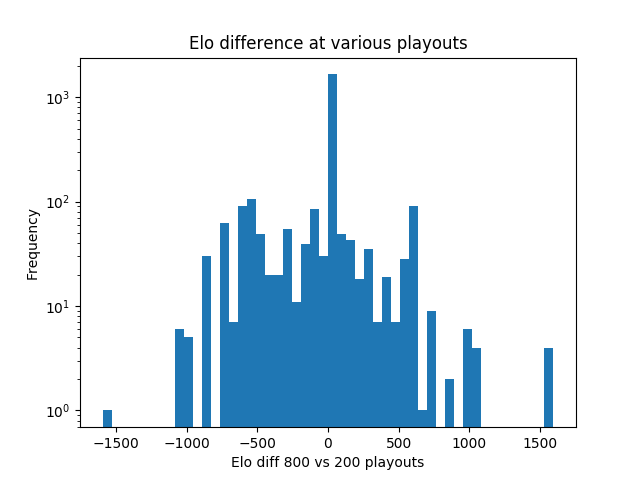 Elo difference at various playouts
Frequency
10³
10²
10¹
10⁰
−1500 −1000 −500 0 500 1000 1500
Elo diff 800 vs 200 playouts